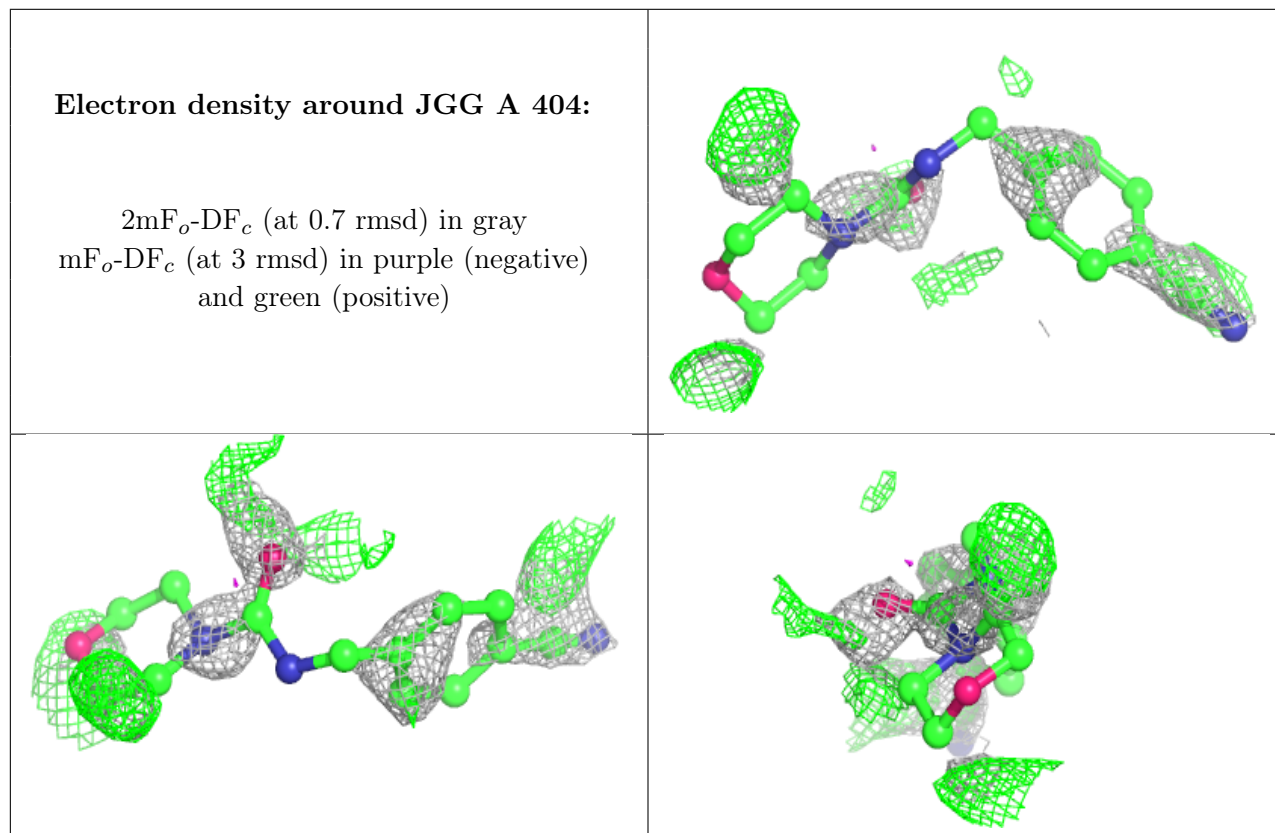 Electron density around JGG A 404:
2mFo-DFc (at 0.7 rmsd) in gray
mFo-DFc (at 3 rmsd) in purple (negative)
and green (positive)